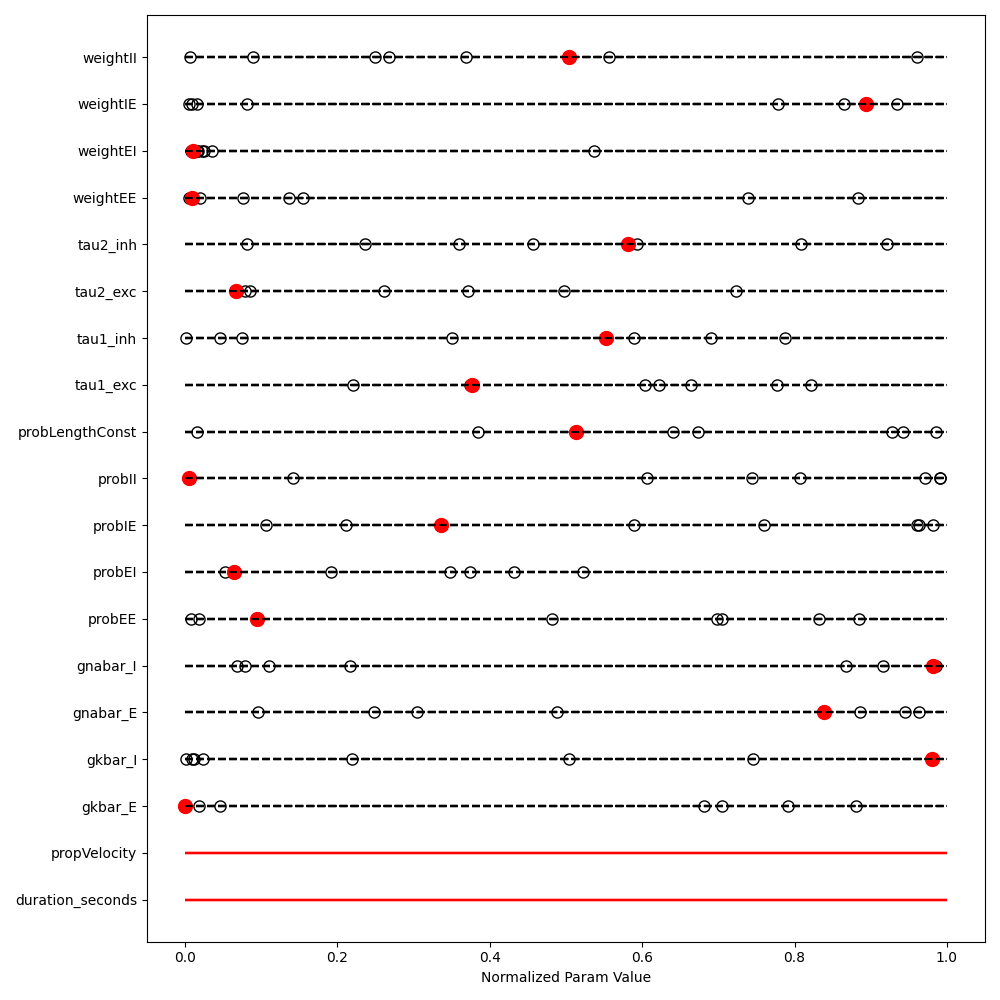 weightII
weightIE
weightEI
weightEE
tau2_inh
tau2_exc
tau1_inh
tau1_exc
probLengthConst
probII
probIE
probEI
probEE
gnabar_I
gnabar_E
gkbar_I
gkbar_E
propVelocity
duration_seconds
0.0 0.2 0.4 0.6 0.8 1.0
Normalized Param Value